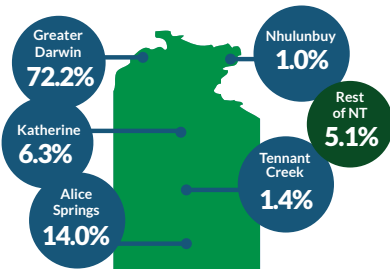 Greater
Darwin
72.2%
Nhulunbuy
1.0%
Rest
of NT
5.1%
Katherine
6.3%
Tennant
Creek
1.4%
Alice
Springs
14.0%